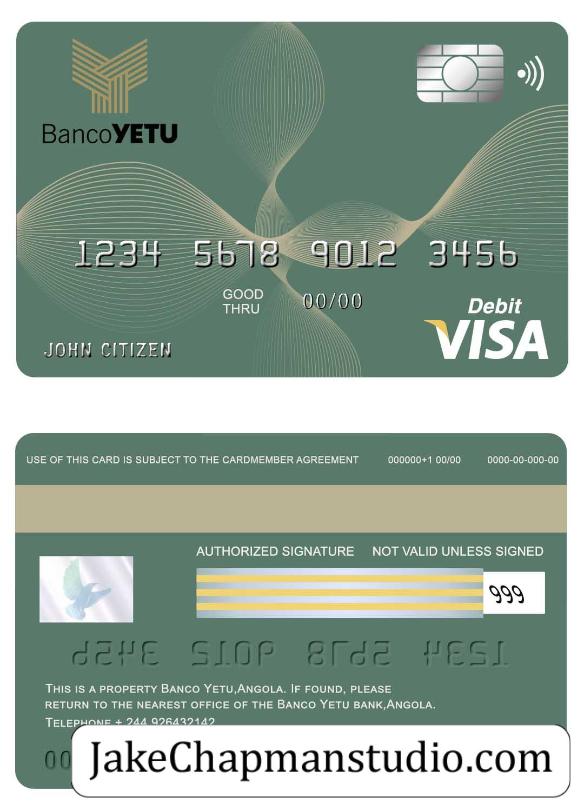 BancoYETU
1234 5678 9012 3456
GOOD
THRU 00/00
Debit
VISA
JOHN CITIZEN
USE OF THIS CARD IS SUBJECT TO THE CARDMEMBER AGREEMENT 000000+1 00/00 0000-00-000-00
AUTHORIZED SIGNATURE NOT VALID UNLESS SIGNED
999
THIS IS A PROPERTY BANCO YETU,ANGOLA. IF FOUND, PLEASE
RETURN TO THE NEAREST OFFICE OF THE BANCO YETU BANK,ANGOLA.
TELEPHONE + 244 926432142
00
JakeChapmanstudio.com